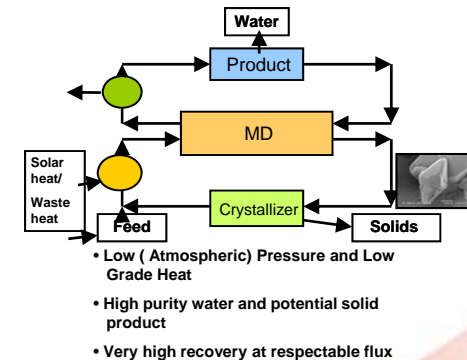 Water
Product
MD
Solar
heat/
Waste
heat
Crystallizer
Feed
Solids
• Low ( Atmospheric) Pressure and Low
Grade Heat
• High purity water and potential solid
product
• Very high recovery at respectable flux